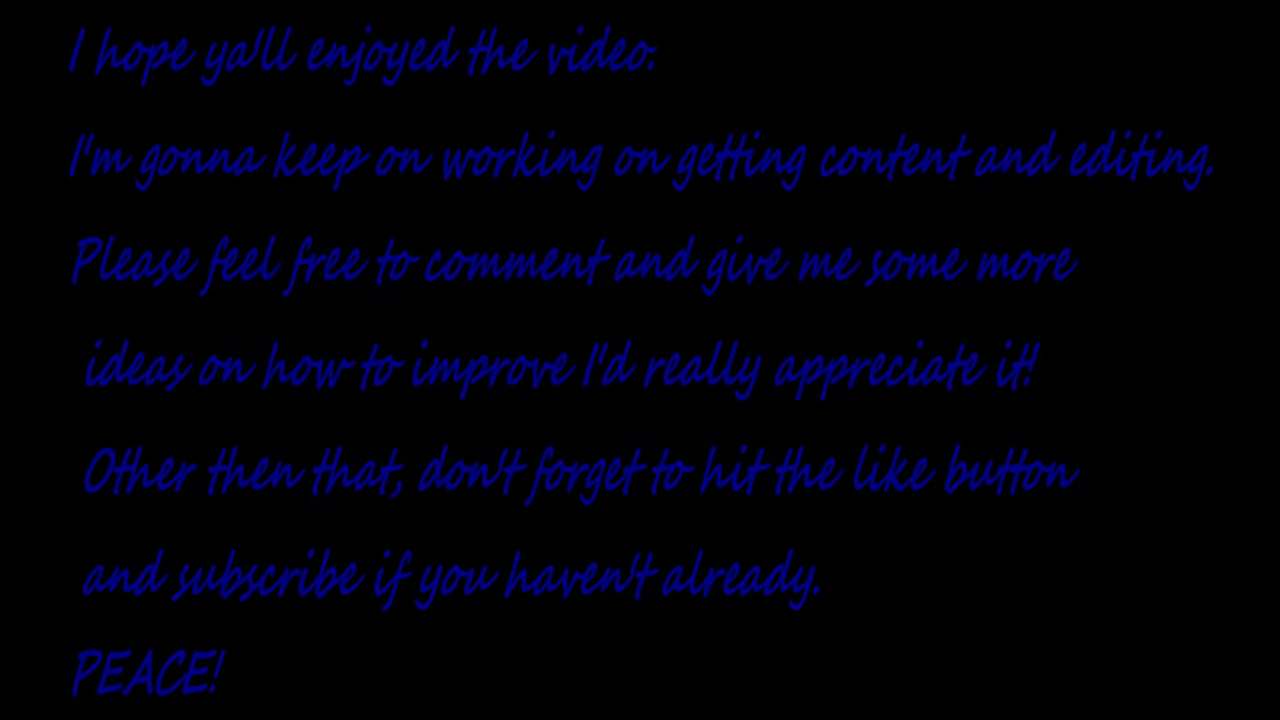 I hope ya'll enjoyed the video.
I'm gonna keep on working on getting content and editing.
Please feel free to comment and give me some more
ideas on how to improve I'd really appreciate it!
Other then that, don't forget to hit the like button
and subscribe if you haven't already.
PEACE!